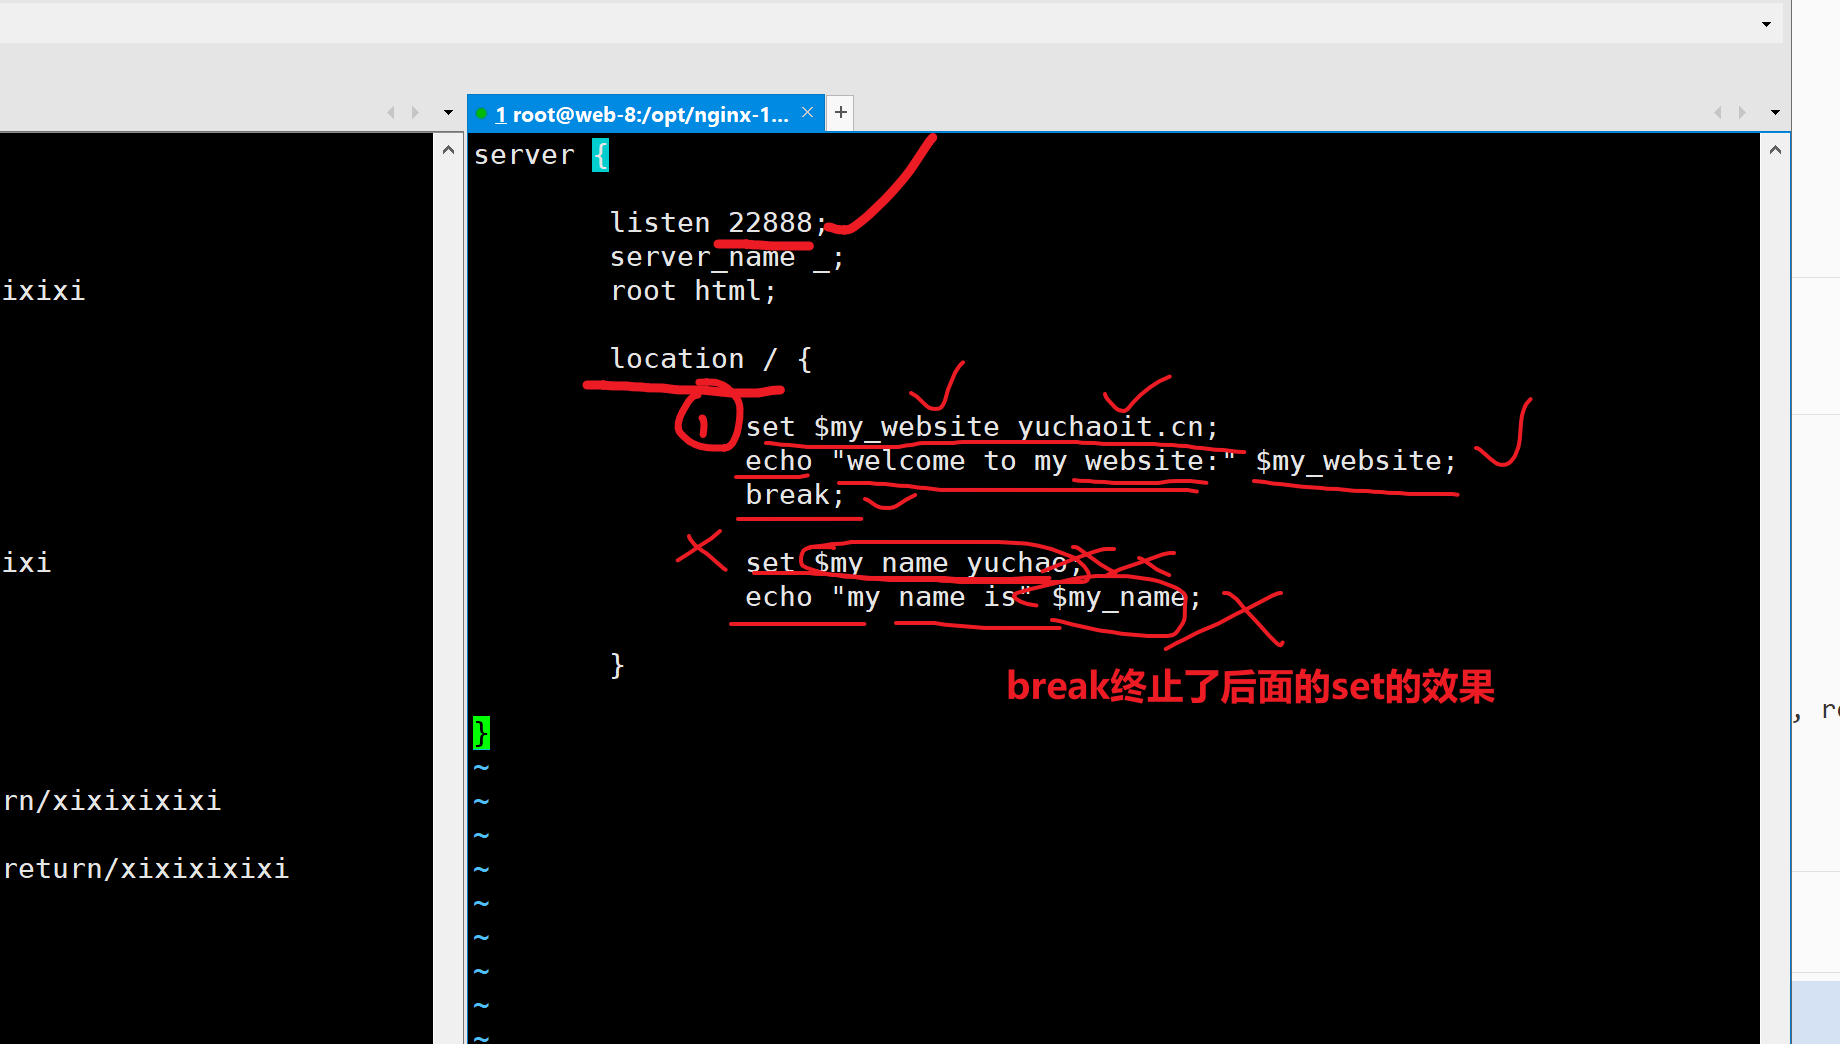 1 root@web-8:/opt/nginx-1... × +
ixixi
ixi
rn/xixixixixi
return/xixixixixi
server {
listen 22888;
server_name _;
root html;
location / {
1
set $my_website yuchaoit.cn;
echo "welcome to my website:" $my_website;
break;
set $my_name yuchao;
echo "my name is" $my_name;
}
break终止了后面的set的效果
}
~
~
~
~
~
~
~
~
~
, re